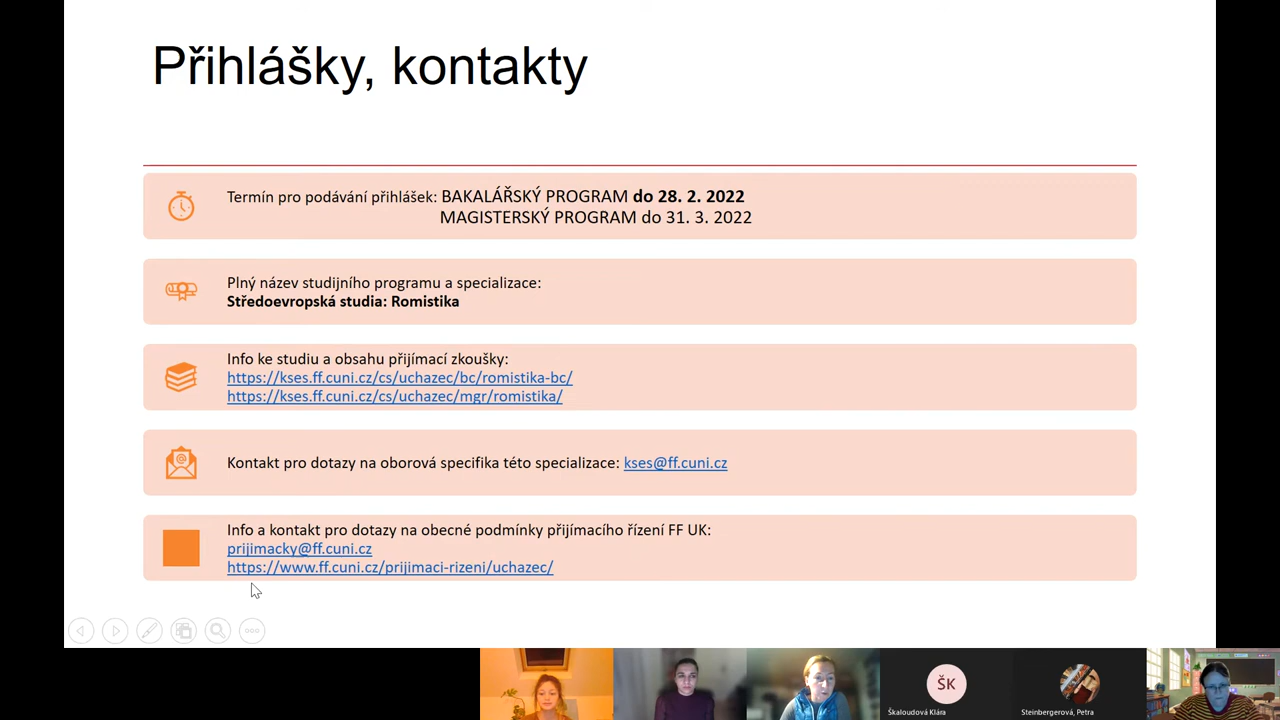 Přihlášky, kontakty
Termín pro podávání přihlášek: BAKALÁŘSKÝ PROGRAM do 28. 2. 2022
MAGISTERSKÝ PROGRAM do 31. 3. 2022
Plný název studijního programu a specializace:
Středoevropská studia: Romistika
Info ke studiu a obsahu přijímací zkoušky:
https://kses.ff.cuni.cz/cs/uchazec/bc/romistika-bc/
https://kses.ff.cuni.cz/cs/uchazec/mgr/romistika/
Kontakt pro dotazy na oborová specifika této specializace: kses@ff.cuni.cz
Info a kontakt pro dotazy na obecné podmínky přijímacího řízení FF UK:
prijimacky@ff.cuni.cz
https://www.ff.cuni.cz/prijimaci-rizeni/uchazec/
ŠK
Škaloudová Klára
Steinbergerová, Petra